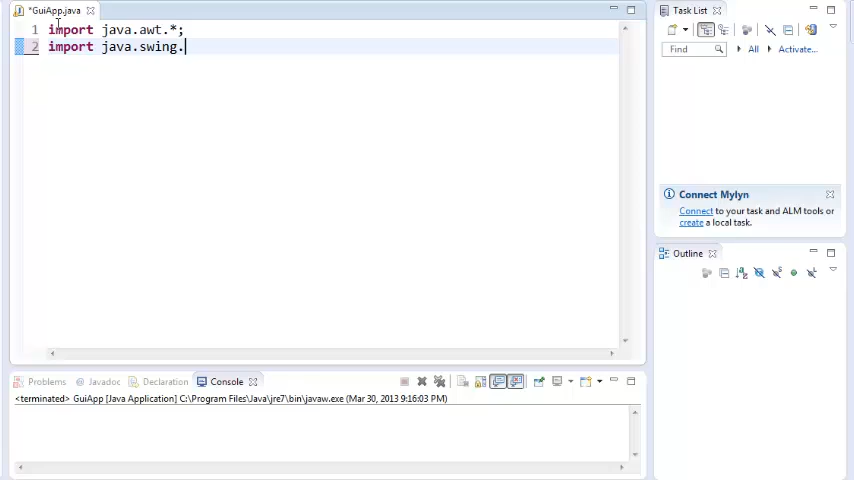 *GuiApp.java
Task List
1 import java.awt.*;
2 import java.swing.
Find
All
Activate...
Connect Mylyn
Connect to your task and ALM tools or
create a local task.
Outline
Problems
@ Javadoc
Declaration
Console
<terminated> GuiApp [Java Application] C:\Program Files\Java\jre7\bin\javaw.exe (Mar 30, 2013 9:16:03 PM)